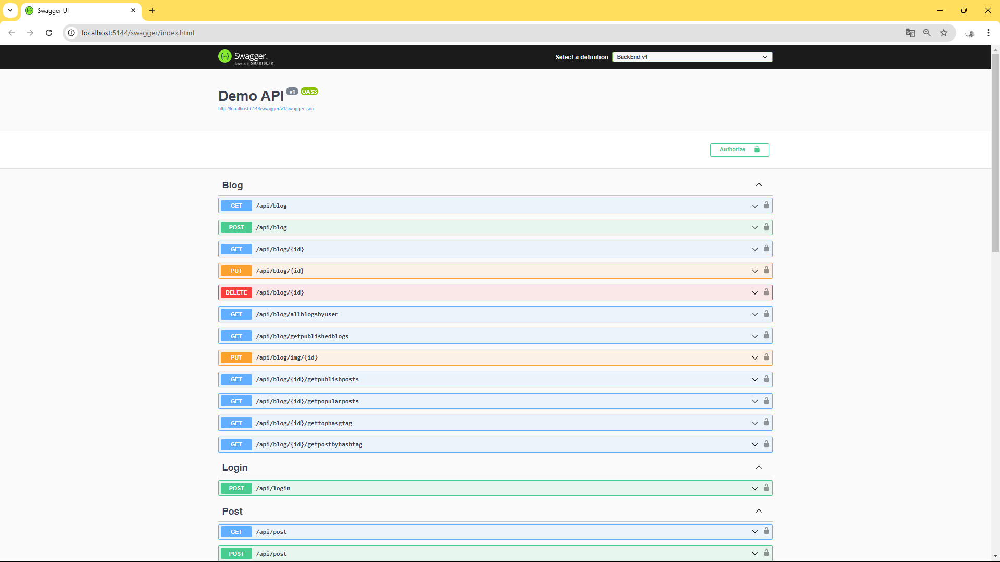 Swagger UI
localhost:5144/swagger/index.html
Swagger.
Supported by SMARTBEAR
Select a definition
BackEnd v1
Demo API v1 OAS3
http://localhost:5144/swagger/v1/swagger.json
Authorize
Blog
GET /api/blog
POST /api/blog
GET /api/blog/{id}
PUT /api/blog/{id}
DELETE /api/blog/{id}
GET /api/blog/allblogsbyuser
GET /api/blog/getpublishedblogs
PUT /api/blog/img/{id}
GET /api/blog/{id}/getpublishposts
GET /api/blog/{id}/getpopularposts
GET /api/blog/{id}/gettophasgtag
GET /api/blog/{id}/getpostbyhashtag
Login
POST /api/login
Post
GET /api/post
POST /api/post